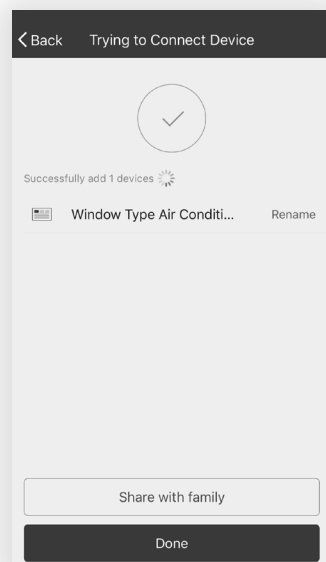 Back
Trying to Connect Device
Successfully add 1 devices
Window Type Air Conditi...
Rename
Share with family
Done